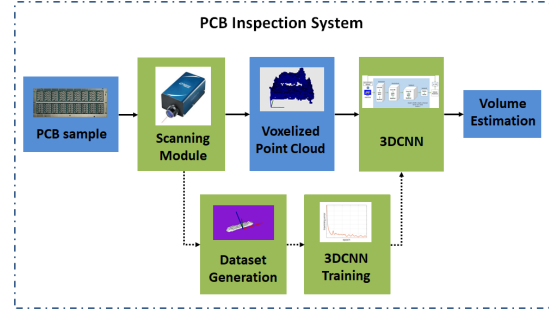 PCB Inspection System
PCB sample
Scanning
Module
Voxelized
Point Cloud
3DCNN
Volume
Estimation
Dataset
Generation
3DCNN
Training